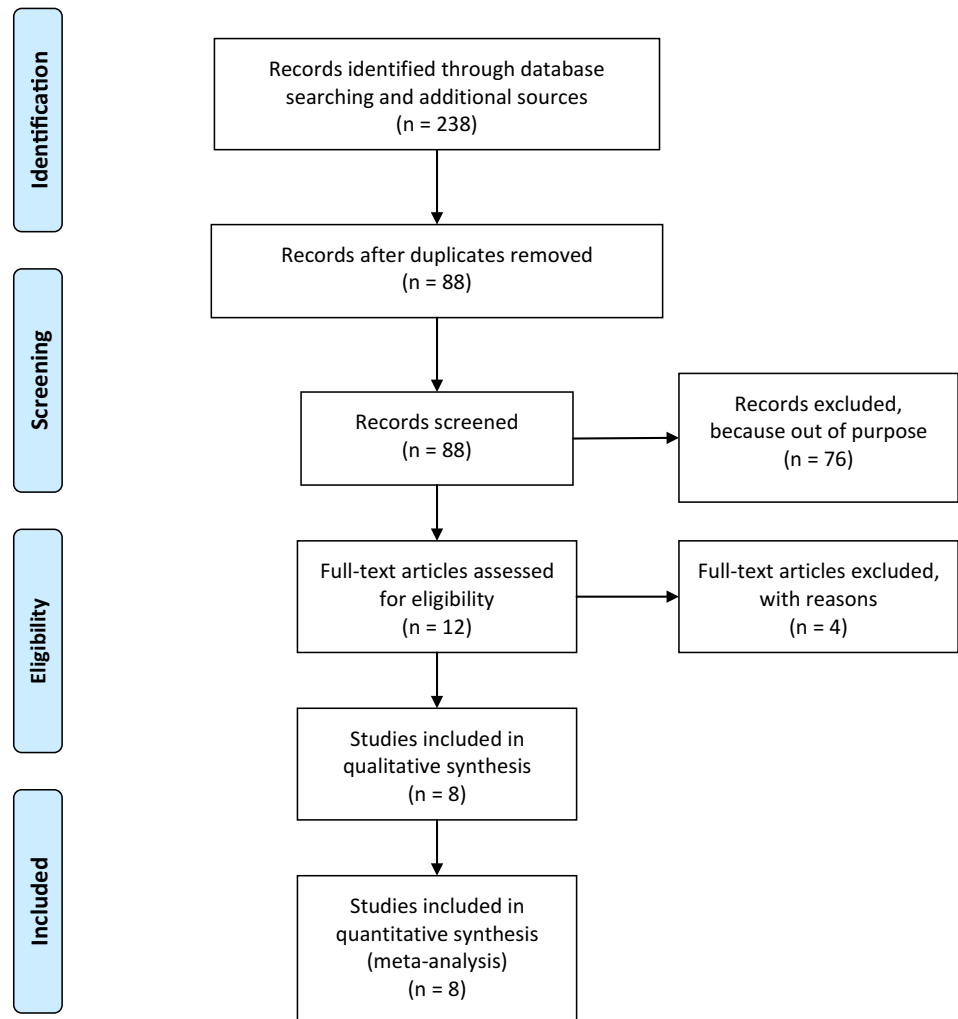 Identification
Records identified through database
searching and additional sources
(n = 238)
Records after duplicates removed
(n = 88)
Screening
Records screened
(n = 88)
Records excluded,
because out of purpose
(n = 76)
Eligibility
Full-text articles assessed
for eligibility
(n = 12)
Full-text articles excluded,
with reasons
(n = 4)
Studies included in
qualitative synthesis
(n = 8)
Included
Studies included in
quantitative synthesis
(meta-analysis)
(n = 8)